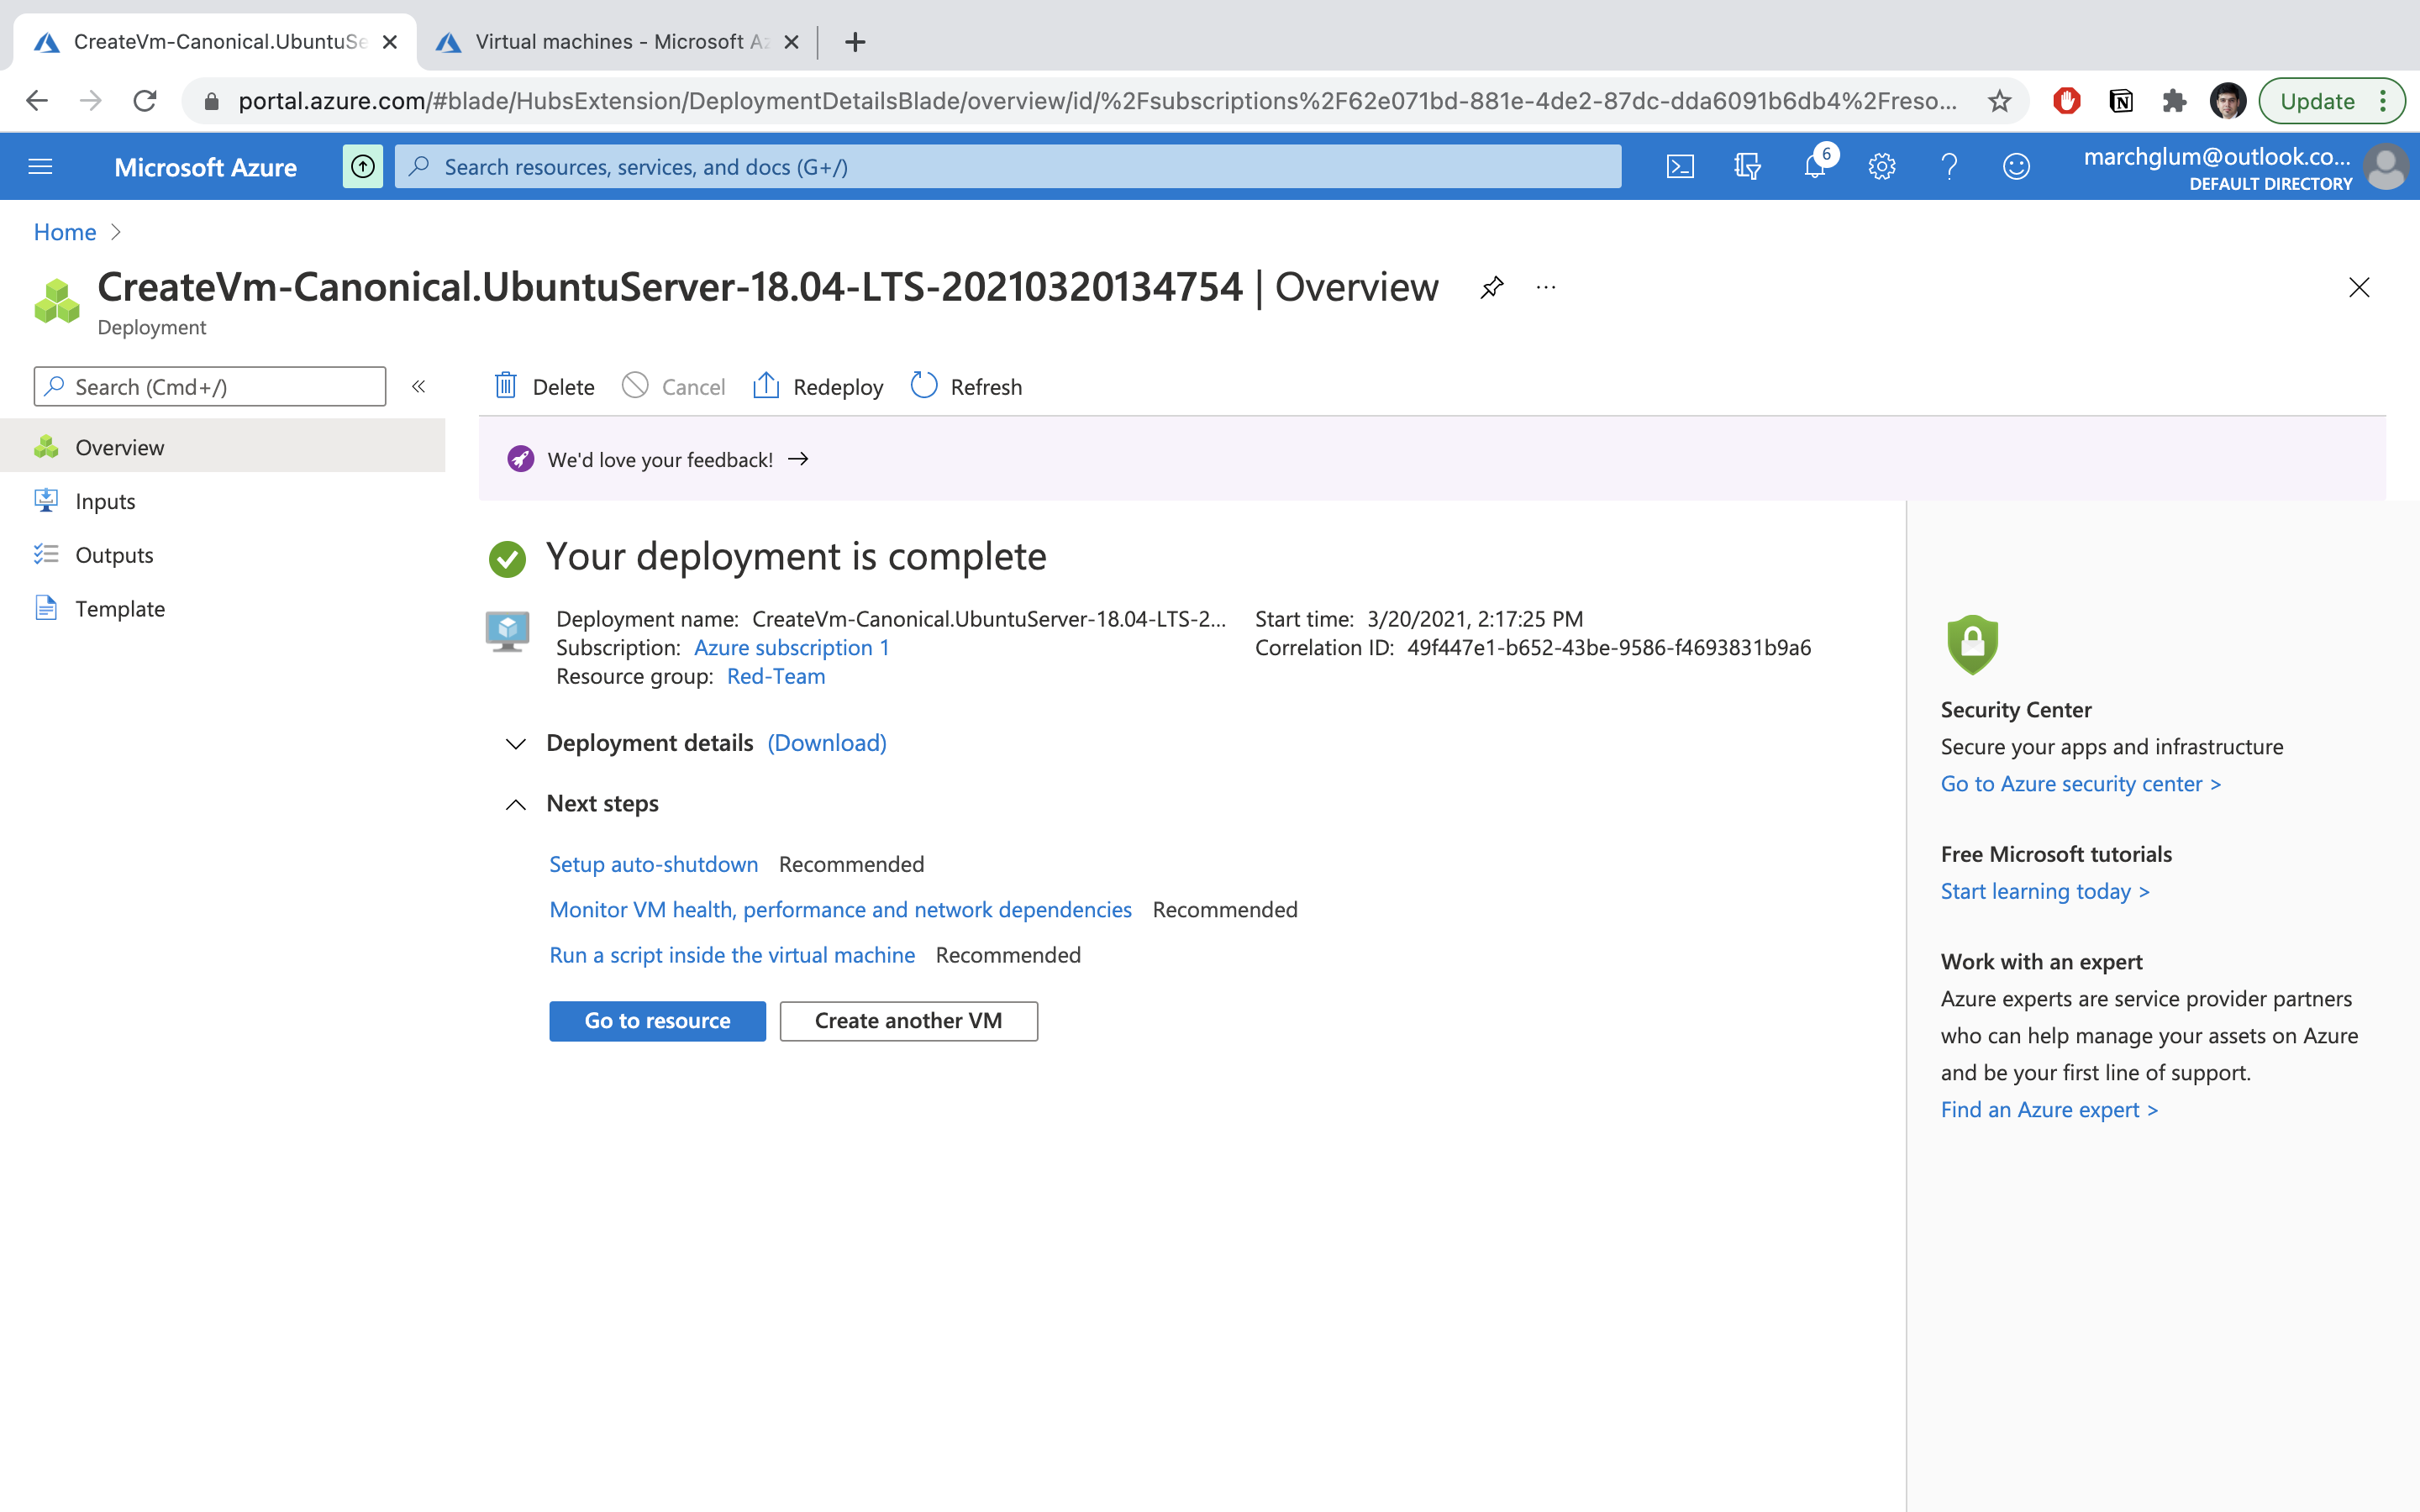 CreateVm-Canonical.UbuntuSe
Virtual machines - Microsoft Az
portal.azure.com/#blade/HubsExtension/DeploymentDetailsBlade/overview/id/%2Fsubscriptions%2F62e071bd-881e-4de2-87dc-dda6091b6db4%2Freso...
Update
Microsoft Azure
Search resources, services, and docs (G+/)
6
marchglum@outlook.co...
DEFAULT DIRECTORY
Home
CreateVm-Canonical.UbuntuServer-18.04-LTS-20210320134754 | Overview
...
Deployment
Search (Cmd+/)
«
Delete
Cancel
Redeploy
Refresh
Overview
Inputs
Outputs
Template
We'd love your feedback! →
Your deployment is complete
Deployment name: CreateVm-Canonical.UbuntuServer-18.04-LTS-2...
Subscription: Azure subscription 1
Resource group: Red-Team
Start time: 3/20/2021, 2:17:25 PM
Correlation ID: 49f447e1-b652-43be-9586-f4693831b9a6
Deployment details (Download)
Next steps
Setup auto-shutdown Recommended
Monitor VM health, performance and network dependencies Recommended
Run a script inside the virtual machine Recommended
Go to resource
Create another VM
Security Center
Secure your apps and infrastructure
Go to Azure security center >
Free Microsoft tutorials
Start learning today >
Work with an expert
Azure experts are service provider partners
who can help manage your assets on Azure
and be your first line of support.
Find an Azure expert >